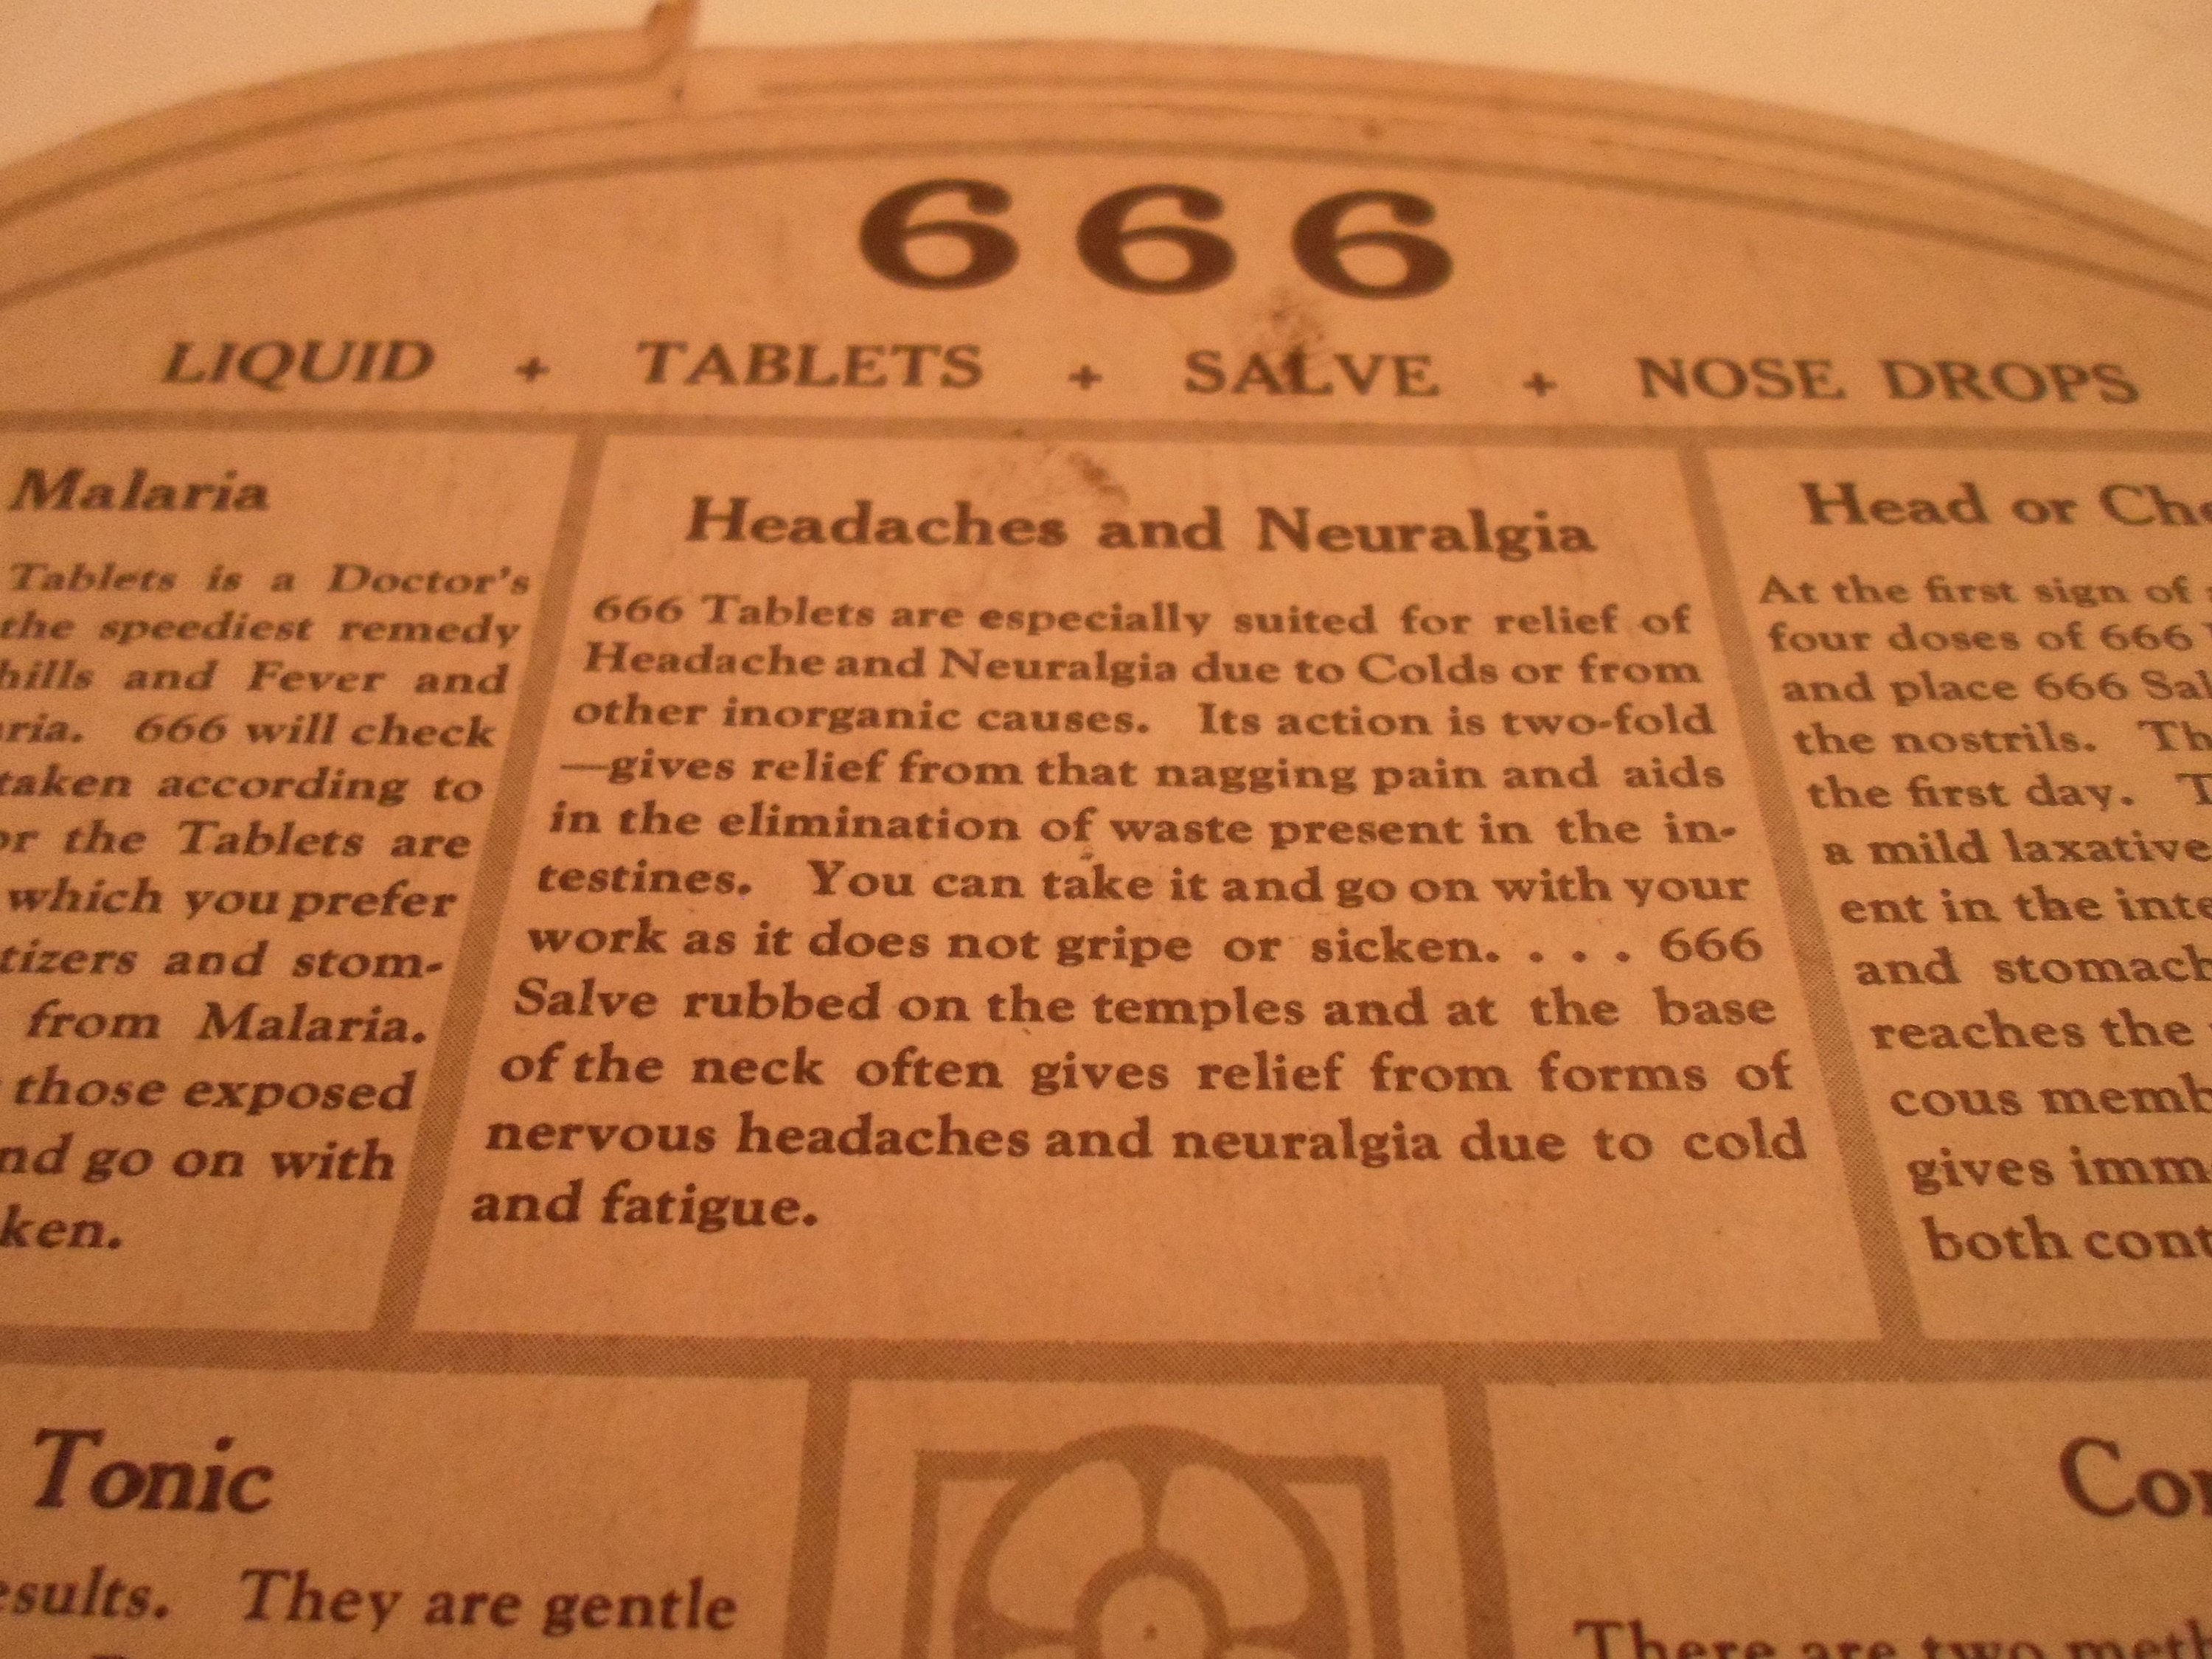 666
LIQUID + TABLETS + SALVE + NOSE DROPS
Malaria
Tablets is a Doctor's
the speediest remedy
hills and Fever and
ria. 666 will check
taken according to
or the Tablets are
which you prefer
tizers and stom-
from Malaria.
those exposed
nd go on with
ken.
Headaches and Neuralgia
666 Tablets are especially suited for relief of
Headache and Neuralgia due to Colds or from
other inorganic causes. Its action is two-fold
—gives relief from that nagging pain and aids
in the elimination of waste present in the in-
testines. You can take it and go on with your
work as it does not gripe or sicken. . . . 666
Salve rubbed on the temples and at the base
of the neck often gives relief from forms of
nervous headaches and neuralgia due to cold
and fatigue.
Head or Che
At the first sign of
four doses of 666
and place 666 Sal
the nostrils. Th
the first day. T
a mild laxative
ent in the inte
and stomach
reaches the
cous memb
gives imm
both cont
Tonic
esults. They are gentle
Con
There are two meth